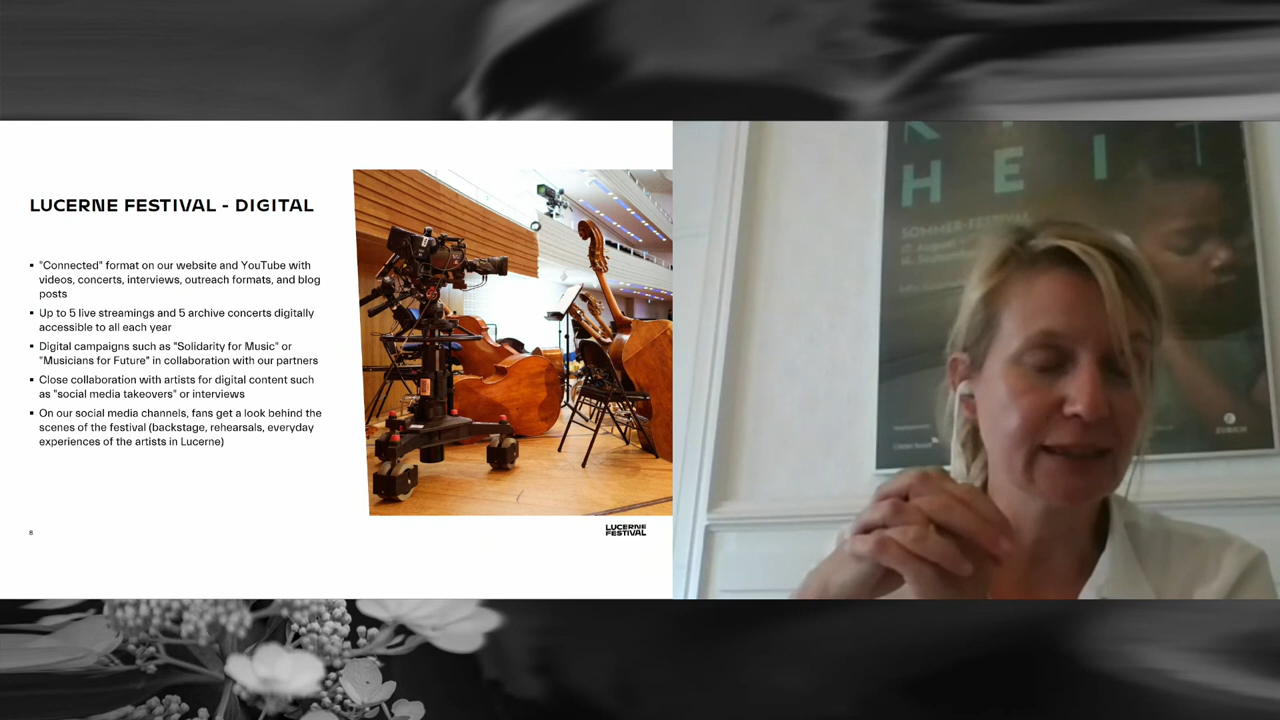 LUCERNE FESTIVAL - DIGITAL
▪ "Connected" format on our website and YouTube with
videos, concerts, interviews, outreach formats, and blog
posts
▪ Up to 5 live streamings and 5 archive concerts digitally
accessible to all each year
▪ Digital campaigns such as "Solidarity for Music" or
"Musicians for Future" in collaboration with our partners
▪ Close collaboration with artists for digital content such
as "social media takeovers" or interviews
▪ On our social media channels, fans get a look behind the
scenes of the festival (backstage, rehearsals, everyday
experiences of the artists in Lucerne)
8
LUCERNE
FESTIVAL
HEIT
SOMMER-FESTIVAL
ZURICH